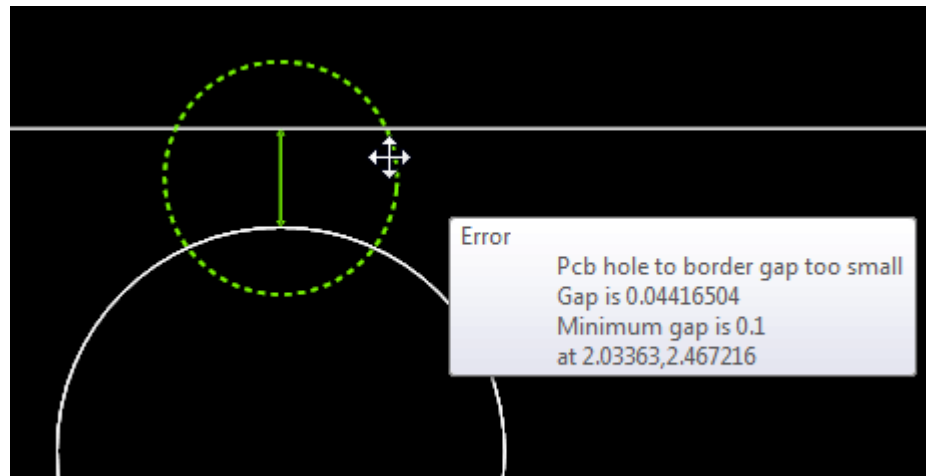 Error
Pcb hole to border gap too small
Gap is 0.04416504
Minimum gap is 0.1
at 2.03363,2.467216